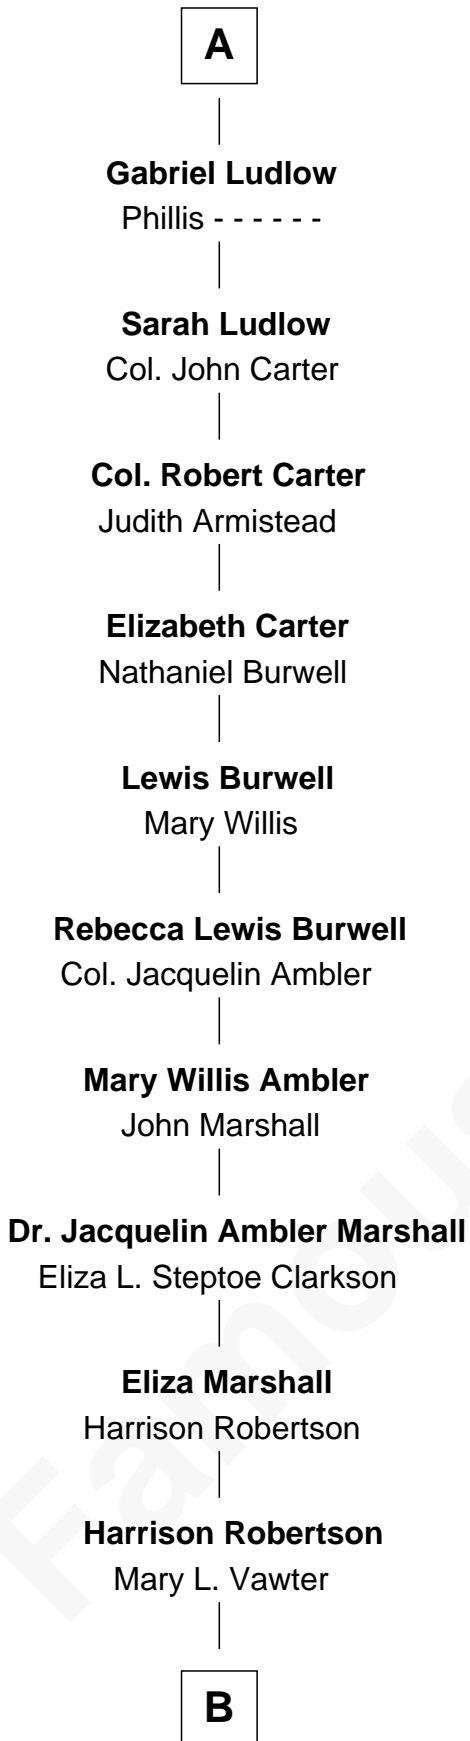 A
Gabriel Ludlow
Phillis - - - - - -
Sarah Ludlow
Col. John Carter
Col. Robert Carter
Judith Armistead
Elizabeth Carter
Nathaniel Burwell
Lewis Burwell
Mary Willis
Rebecca Lewis Burwell
Col. Jacquelin Ambler
Mary Willis Ambler
John Marshall
Dr. Jacquelin Ambler Marshall
Eliza L. Steptoe Clarkson
Eliza Marshall
Harrison Robertson
Harrison Robertson
Mary L. Vawter
B
Famous